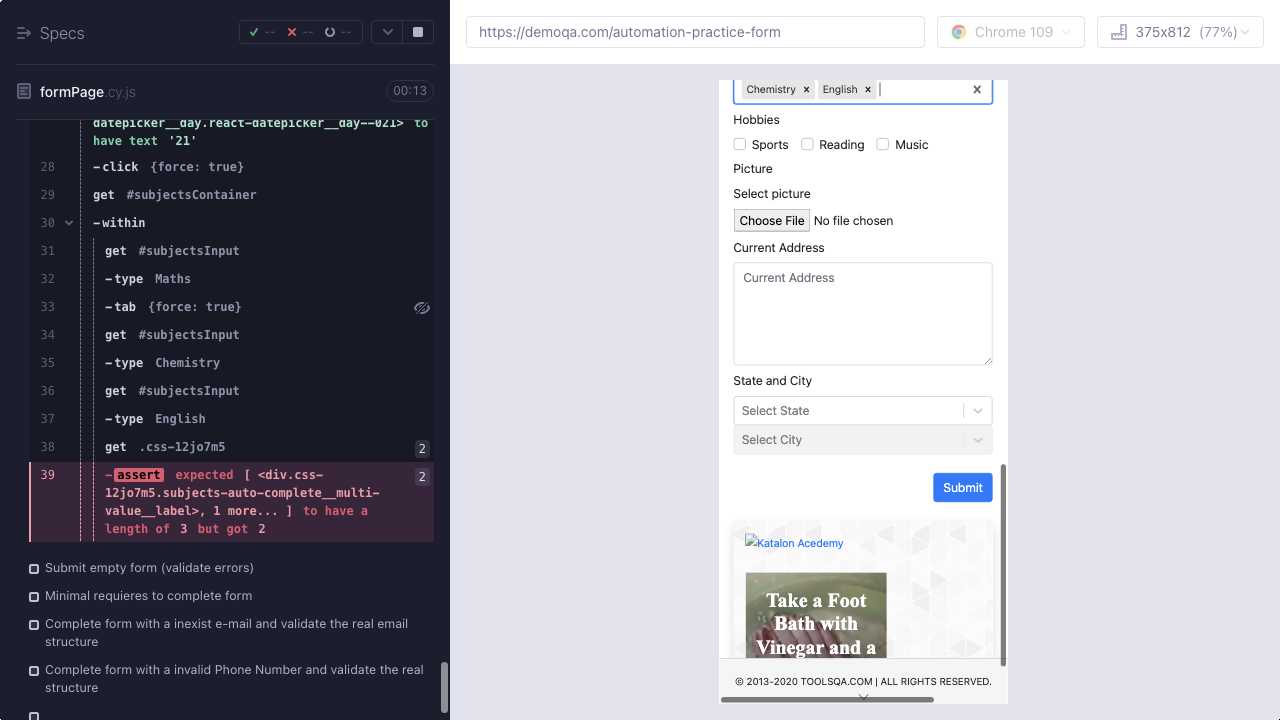 Specs
--
--
--
https://demoqa.com/automation-practice-form
Chrome 109
375x812 (77%)
formPage.cy.js
00:13
datepicker__day.react-datepicker__day--021> to
have text '21'
28 -click {force: true}
29 get #subjectsContainer
30 -within
31 get #subjectsInput
32 -type Maths
33 -tab {force: true}
34 get #subjectsInput
35 -type Chemistry
36 get #subjectsInput
37 -type English
38 get .css-12jo7m5 2
39 -assert expected [ <div.css- 2
12jo7m5.subjects-auto-complete__multi-
value__label>, 1 more... ] to have a
length of 3 but got 2
Submit empty form (validate errors)
Minimal requieres to complete form
Complete form with a inexist e-mail and validate the real email
structure
Complete form with a invalid Phone Number and validate the real
structure
Chemistry × English ×
Hobbies
Sports Reading Music
Picture
Select picture
Choose File No file chosen
Current Address
Current Address
State and City
Select State
Select City
Submit
Katalon Acedemy
Take a Foot
Bath with
Vinegar and a
© 2013-2020 TOOLSQA.COM | ALL RIGHTS RESERVED.